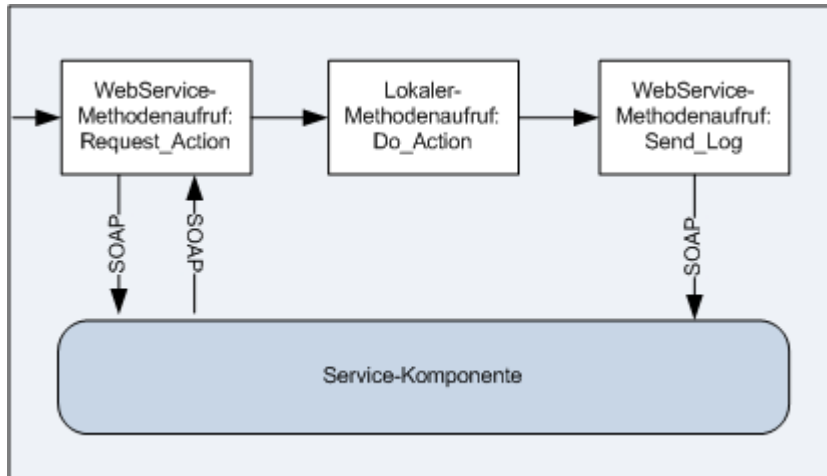 WebService-
Methodenaufruf:
Request_Action
Lokaler-
Methodenaufruf:
Do_Action
WebService-
Methodenaufruf:
Send_Log
SOAP
SOAP
SOAP
Service-Komponente